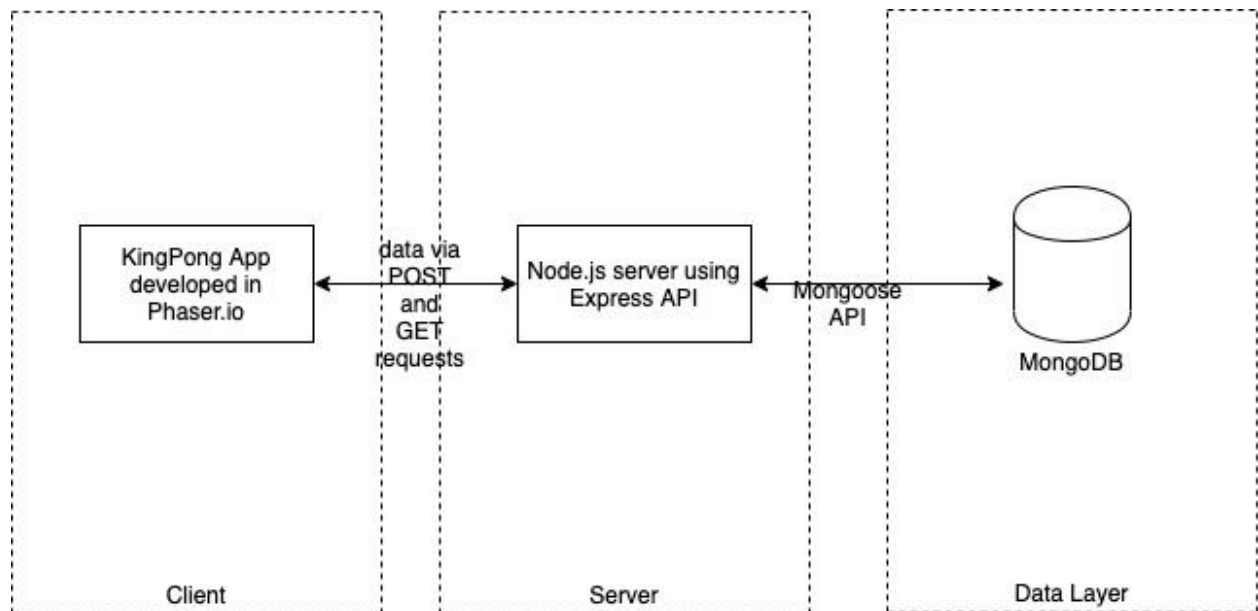 KingPong App
developed in
Phaser.io
data via
POST
and
GET
requests
Node.js server using
Express API
Mongoose
API
MongoDB
Client
Server
Data Layer